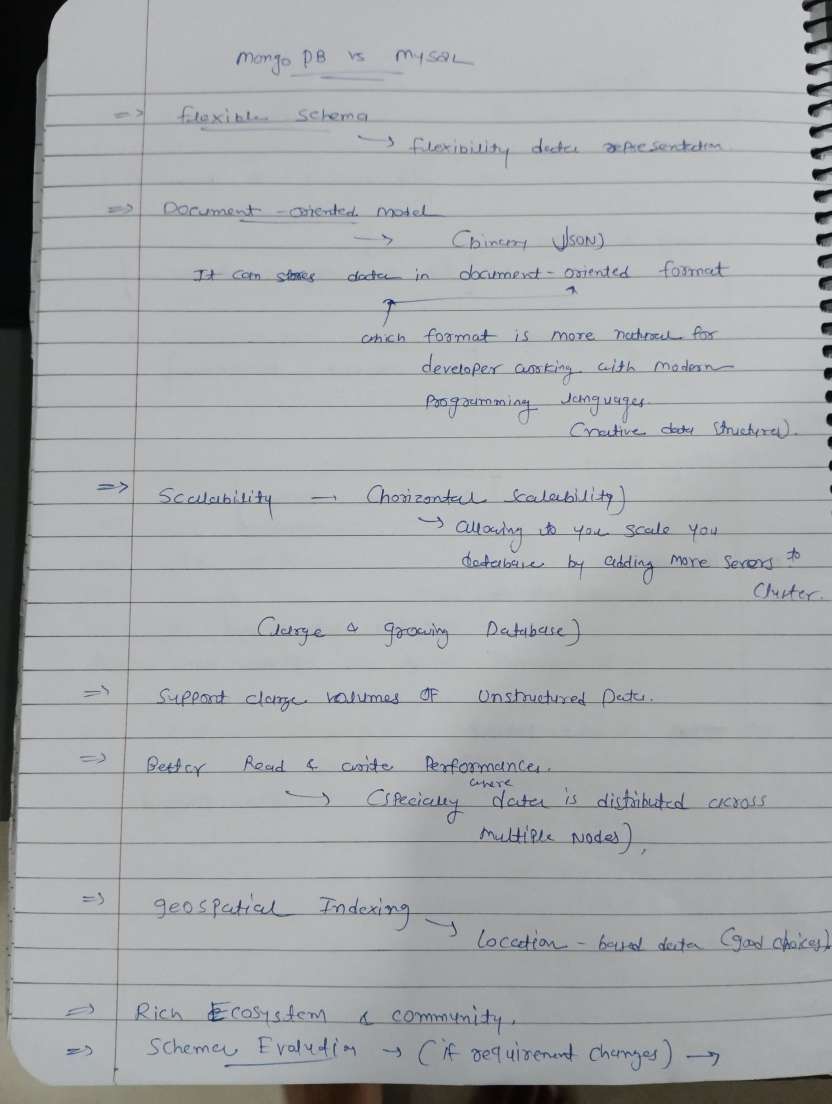 Mongo DB vs MySQL
=> flexible schema
→ flexibility data representation.
=> Document-oriented model
→ (binary JSON)
It can stores data in document-oriented format
which format is more natural for
developer working with modern
Programming languages.
(native data structures).
=> Scalability → (horizontal scalability)
→ allowing to you scale you
database by adding more servers to
Cluster.
(large & growing Database)
=> Support large volumes OF Unstructured Data.
=> Better Read & write Performance.
→ (specially where data is distributed across
multiple Nodes),
=> geospatial Indexing
→ location - based data (good choices)
=> Rich Ecosystem & community.
=> Schema Evaludion → (if requirement changes) →